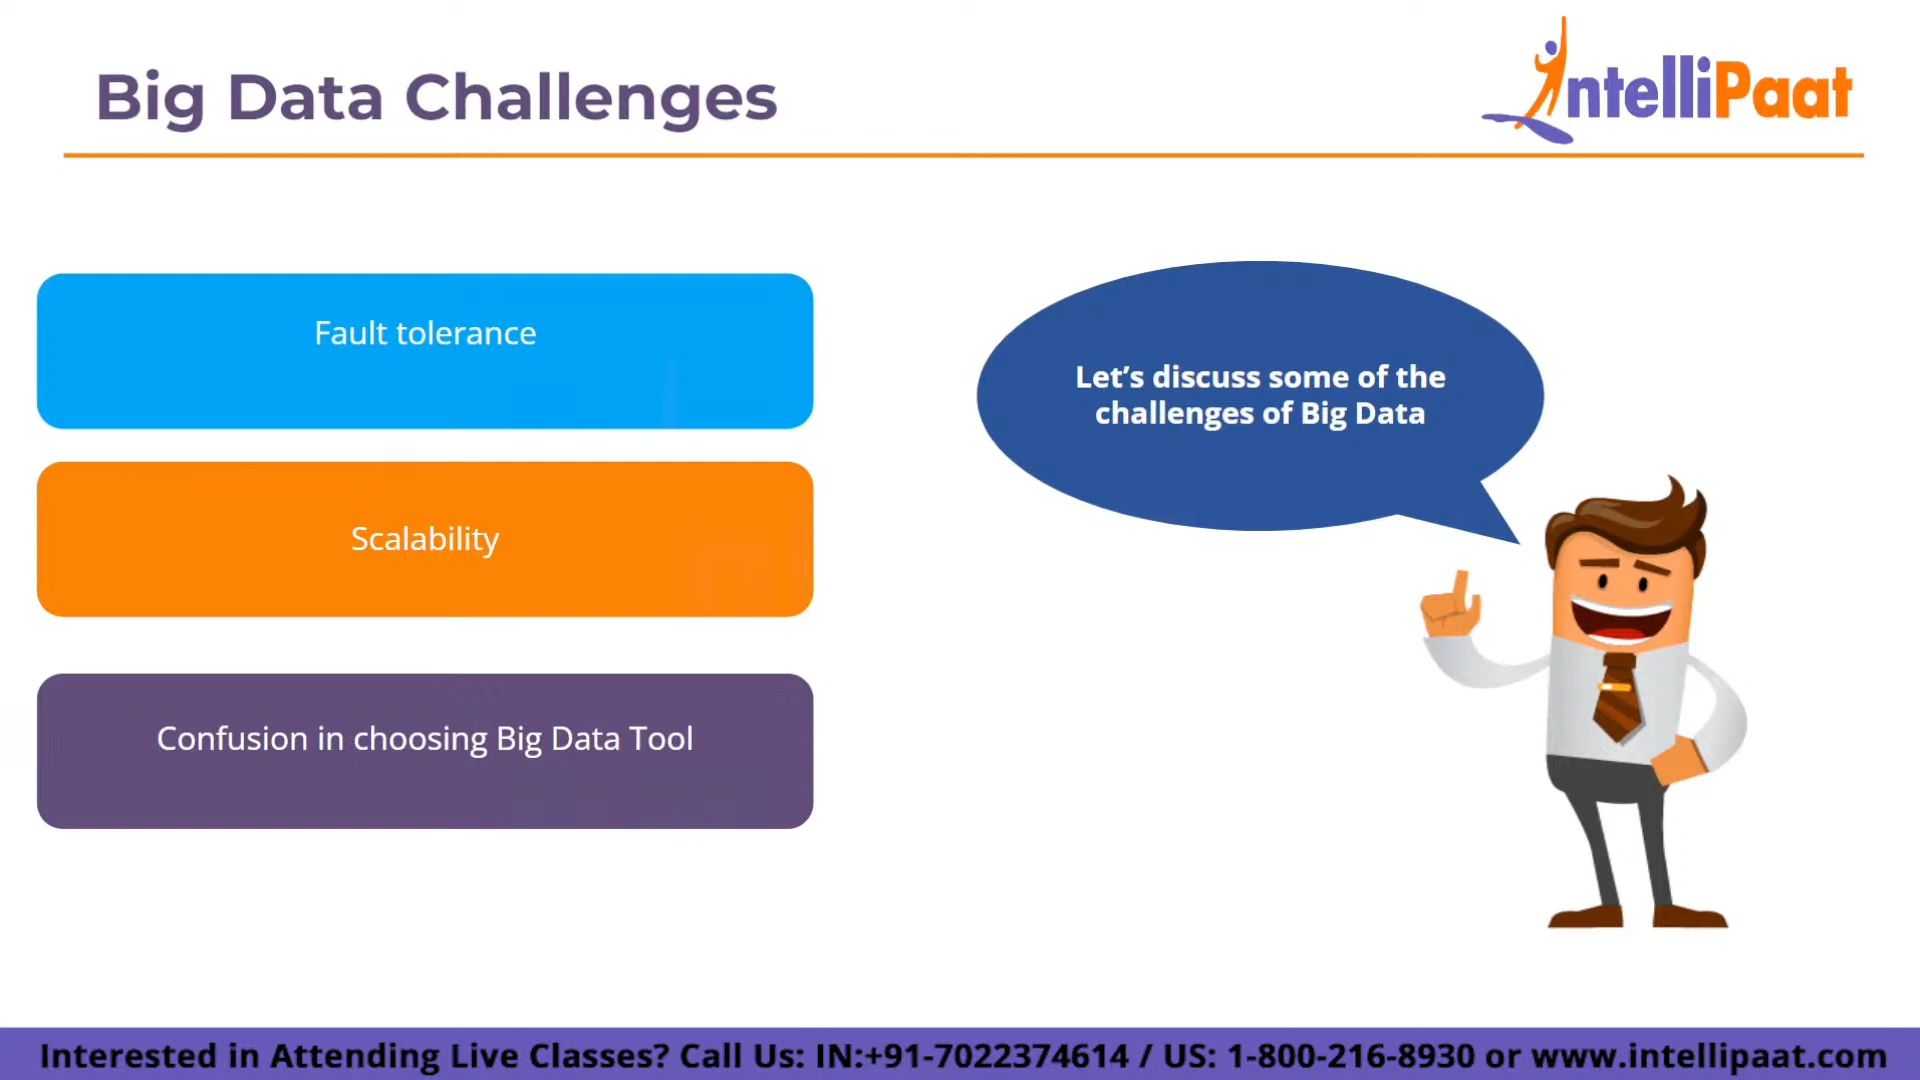 Big Data Challenges
IntelliPaat
Fault tolerance
Scalability
Confusion in choosing Big Data Tool
Let’s discuss some of the
challenges of Big Data
Interested in Attending Live Classes? Call Us: IN:+91-7022374614 / US: 1-800-216-8930 or www.intellipaat.com